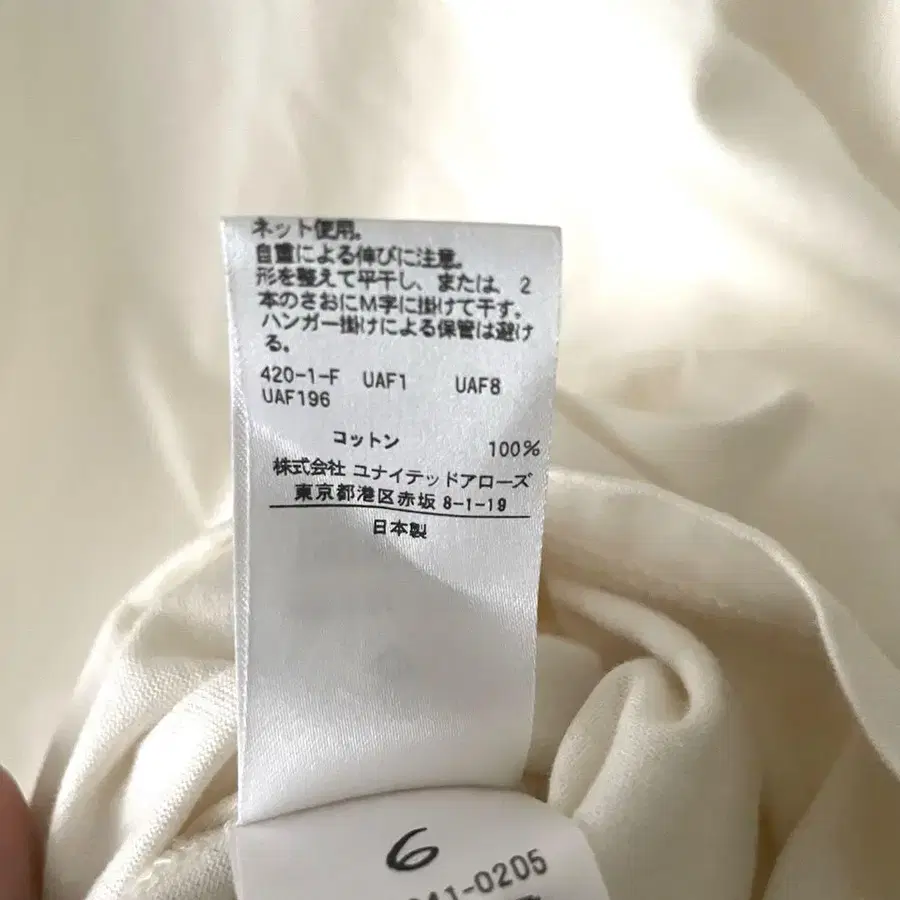 ネット使用。
自重による伸びに注意。
形を整えて平干し、または、2
本のさおにM字に掛けて干す。
ハンガー掛けによる保管は避け
る。
420-1-F UAF1 UAF8
UAF196
コットン 100%
株式会社 ユナイテッドアローズ
東京都港区赤坂 8-1-19
日本製
6
041-0205